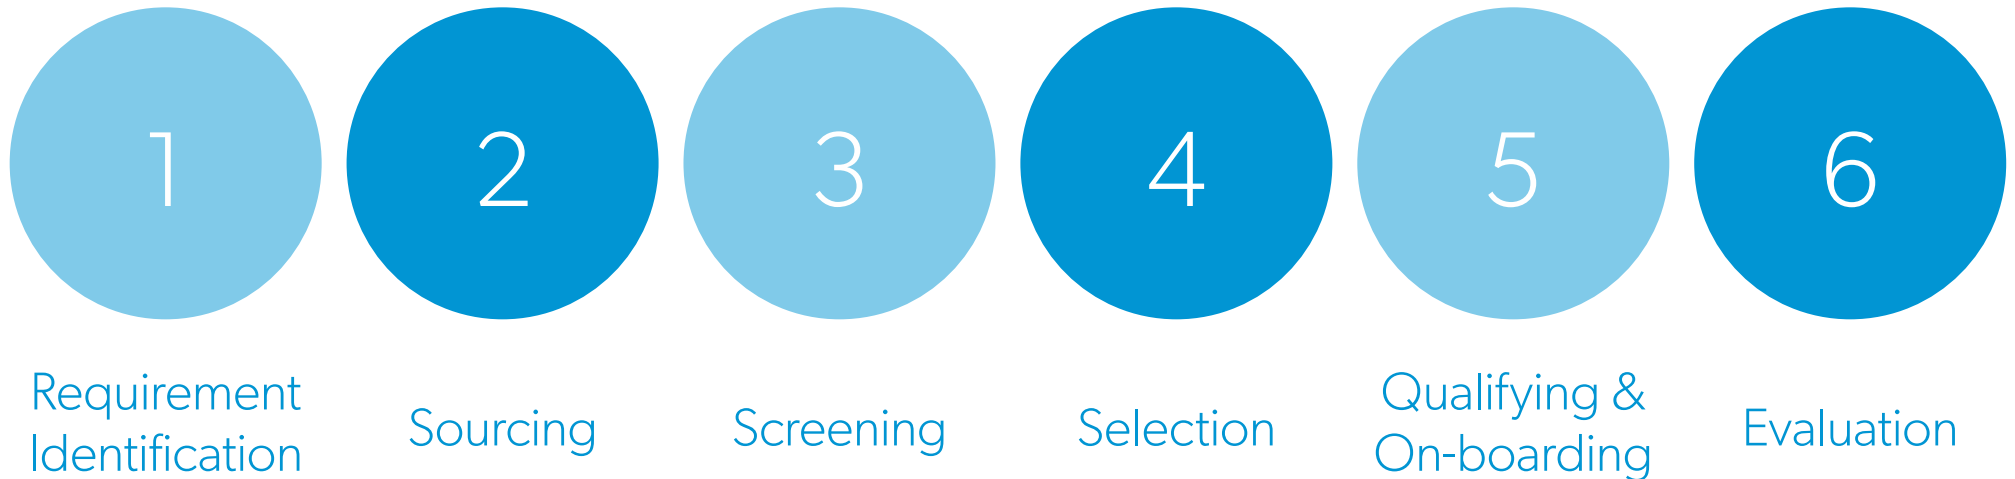 1
2
3
4
5
6
Requirement
Identification
Sourcing
Screening
Selection
Qualifying &
On-boarding
Evaluation